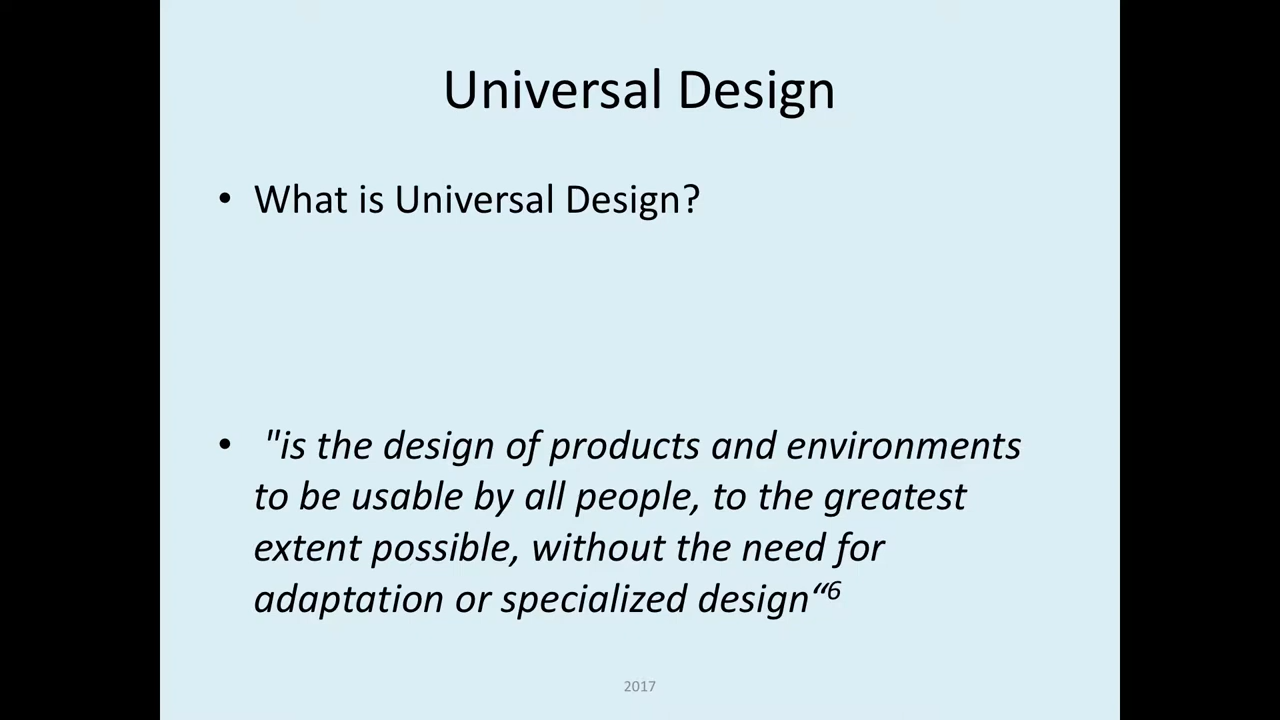 Universal Design
• What is Universal Design?
• "is the design of products and environments
to be usable by all people, to the greatest
extent possible, without the need for
adaptation or specialized design“⁶
2017